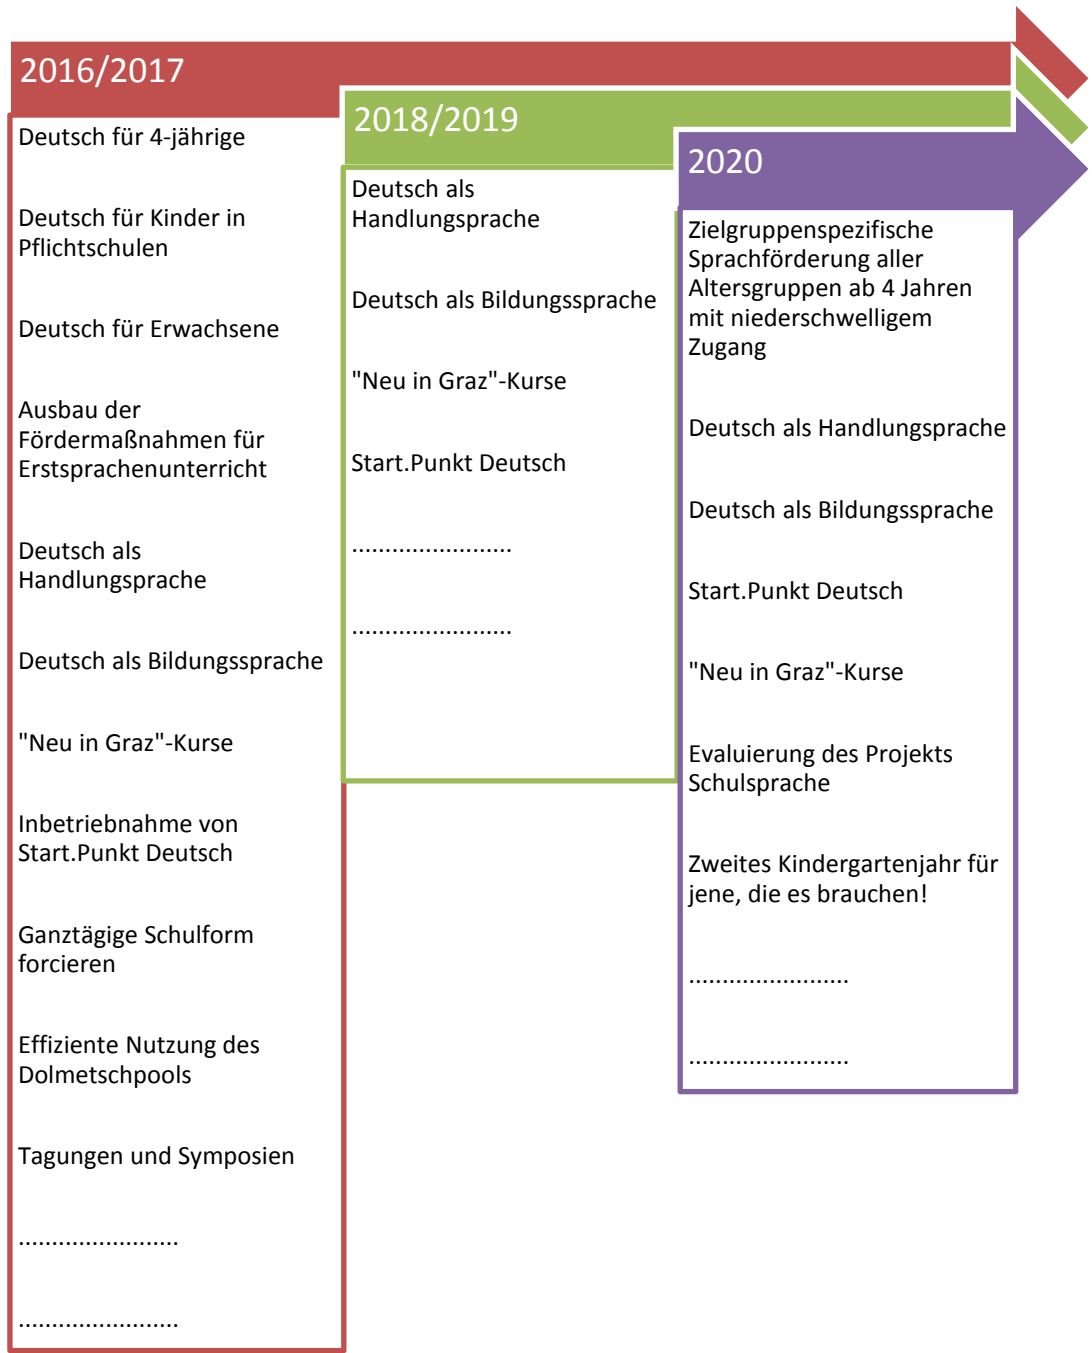 2016/2017
Deutsch für 4-jährige
Deutsch für Kinder in
Pflichtschulen
Deutsch für Erwachsene
Ausbau der
Fördermaßnahmen für
Erstsprachenunterricht
Deutsch als
Handlungsprache
Deutsch als Bildungssprache
"Neu in Graz"-Kurse
Inbetriebnahme von
Start.Punkt Deutsch
Ganztägige Schulform
forcieren
Effiziente Nutzung des
Dolmetschpools
Tagungen und Symposien
........................
........................
2018/2019
Deutsch als
Handlungsprache
Deutsch als Bildungssprache
"Neu in Graz"-Kurse
Start.Punkt Deutsch
........................
........................
2020
Zielgruppenspezifische
Sprachförderung aller
Altersgruppen ab 4 Jahren
mit niederschwelligem
Zugang
Deutsch als Handlungsprache
Deutsch als Bildungssprache
Start.Punkt Deutsch
"Neu in Graz"-Kurse
Evaluierung des Projekts
Schulsprache
Zweites Kindergartenjahr für
jene, die es brauchen!
........................
........................